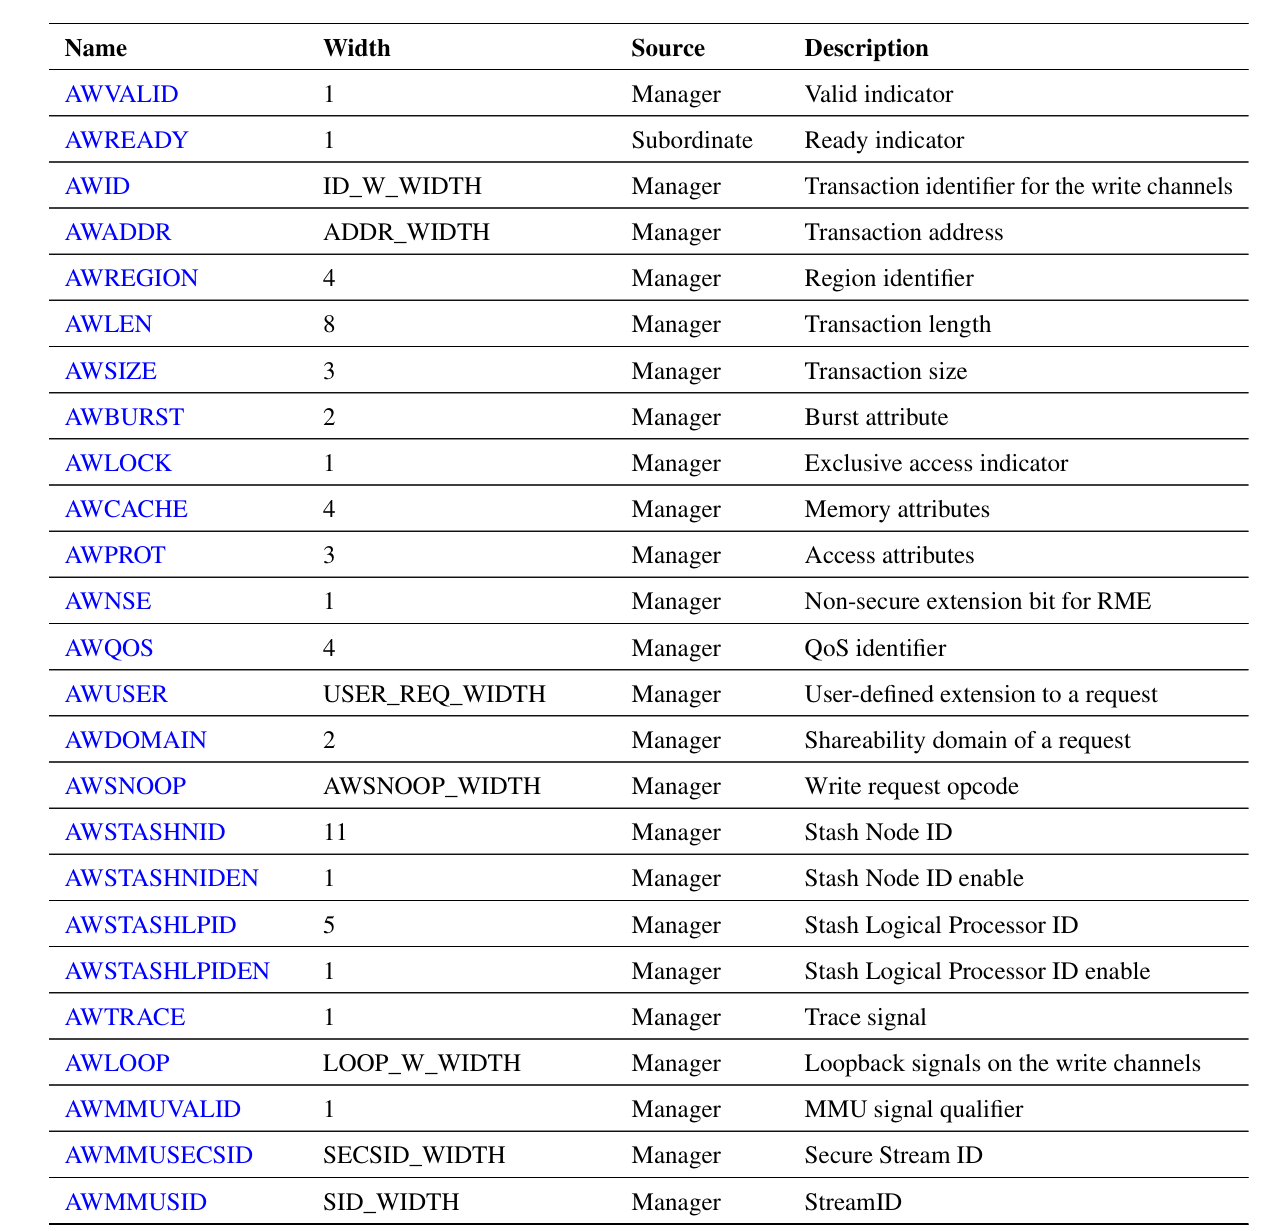 Name Width Source Description
AWVALID 1 Manager Valid indicator
AWREADY 1 Subordinate Ready indicator
AWID ID_W_WIDTH Manager Transaction identifier for the write channels
AWADDR ADDR_WIDTH Manager Transaction address
AWREGION 4 Manager Region identifier
AWLEN 8 Manager Transaction length
AWSIZE 3 Manager Transaction size
AWBURST 2 Manager Burst attribute
AWLOCK 1 Manager Exclusive access indicator
AWCACHE 4 Manager Memory attributes
AWPROT 3 Manager Access attributes
AWNSE 1 Manager Non-secure extension bit for RME
AWQOS 4 Manager QoS identifier
AWUSER USER_REQ_WIDTH Manager User-defined extension to a request
AWDOMAIN 2 Manager Shareability domain of a request
AWSNOOP AWSNOOP_WIDTH Manager Write request opcode
AWSTASHNID 11 Manager Stash Node ID
AWSTASHNIDEN 1 Manager Stash Node ID enable
AWSTASHLPID 5 Manager Stash Logical Processor ID
AWSTASHLPIDEN 1 Manager Stash Logical Processor ID enable
AWTRACE 1 Manager Trace signal
AWLOOP LOOP_W_WIDTH Manager Loopback signals on the write channels
AWMMUVALID 1 Manager MMU signal qualifier
AWMMUSECSID SECSID_WIDTH Manager Secure Stream ID
AWMMUSID SID_WIDTH Manager StreamID